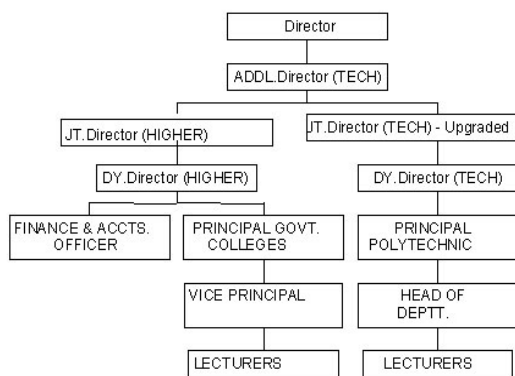 Director
ADDL.Director (TECH)
JT.Director (HIGHER)
JT.Director (TECH) - Upgraded
DY.Director (HIGHER)
DY.Director (TECH)
FINANCE & ACCTS.
OFFICER
PRINCIPAL GOVT.
COLLEGES
PRINCIPAL
POLYTECHNIC
VICE PRINCIPAL
HEAD OF
DEPTT.
LECTURERS
LECTURERS